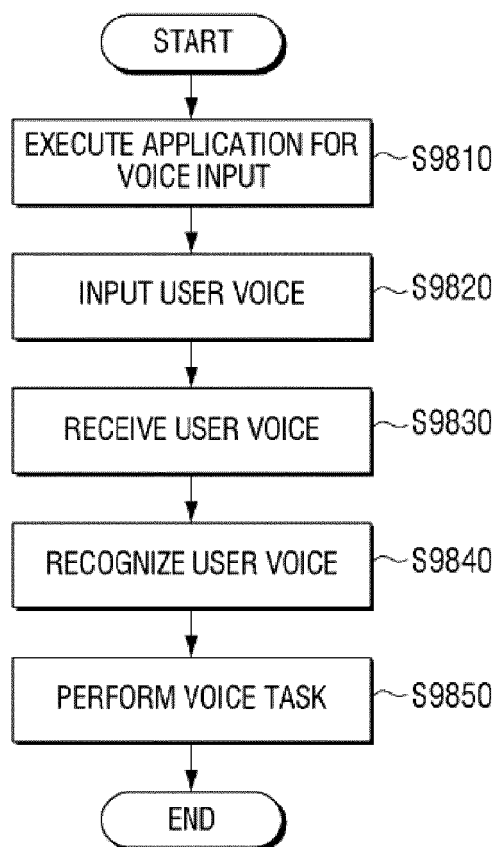 START
EXECUTE APPLICATION FOR
VOICE INPUT
S9810
INPUT USER VOICE
S9820
RECEIVE USER VOICE
S9830
RECOGNIZE USER VOICE
S9840
PERFORM VOICE TASK
S9850
END